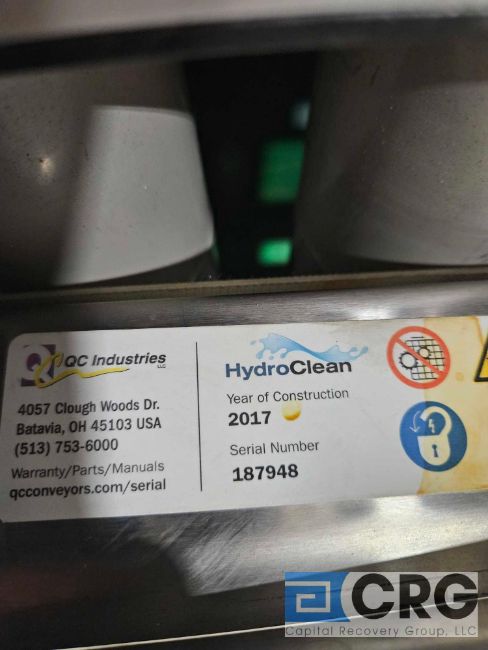 QC Industries LLC
4057 Clough Woods Dr.
Batavia, OH 45103 USA
(513) 753-6000
Warranty/Parts/Manuals
qcconveyors.com/serial
HydroClean
Year of Construction
2017
Serial Number
187948
CRG
Capital Recovery Group, LLC